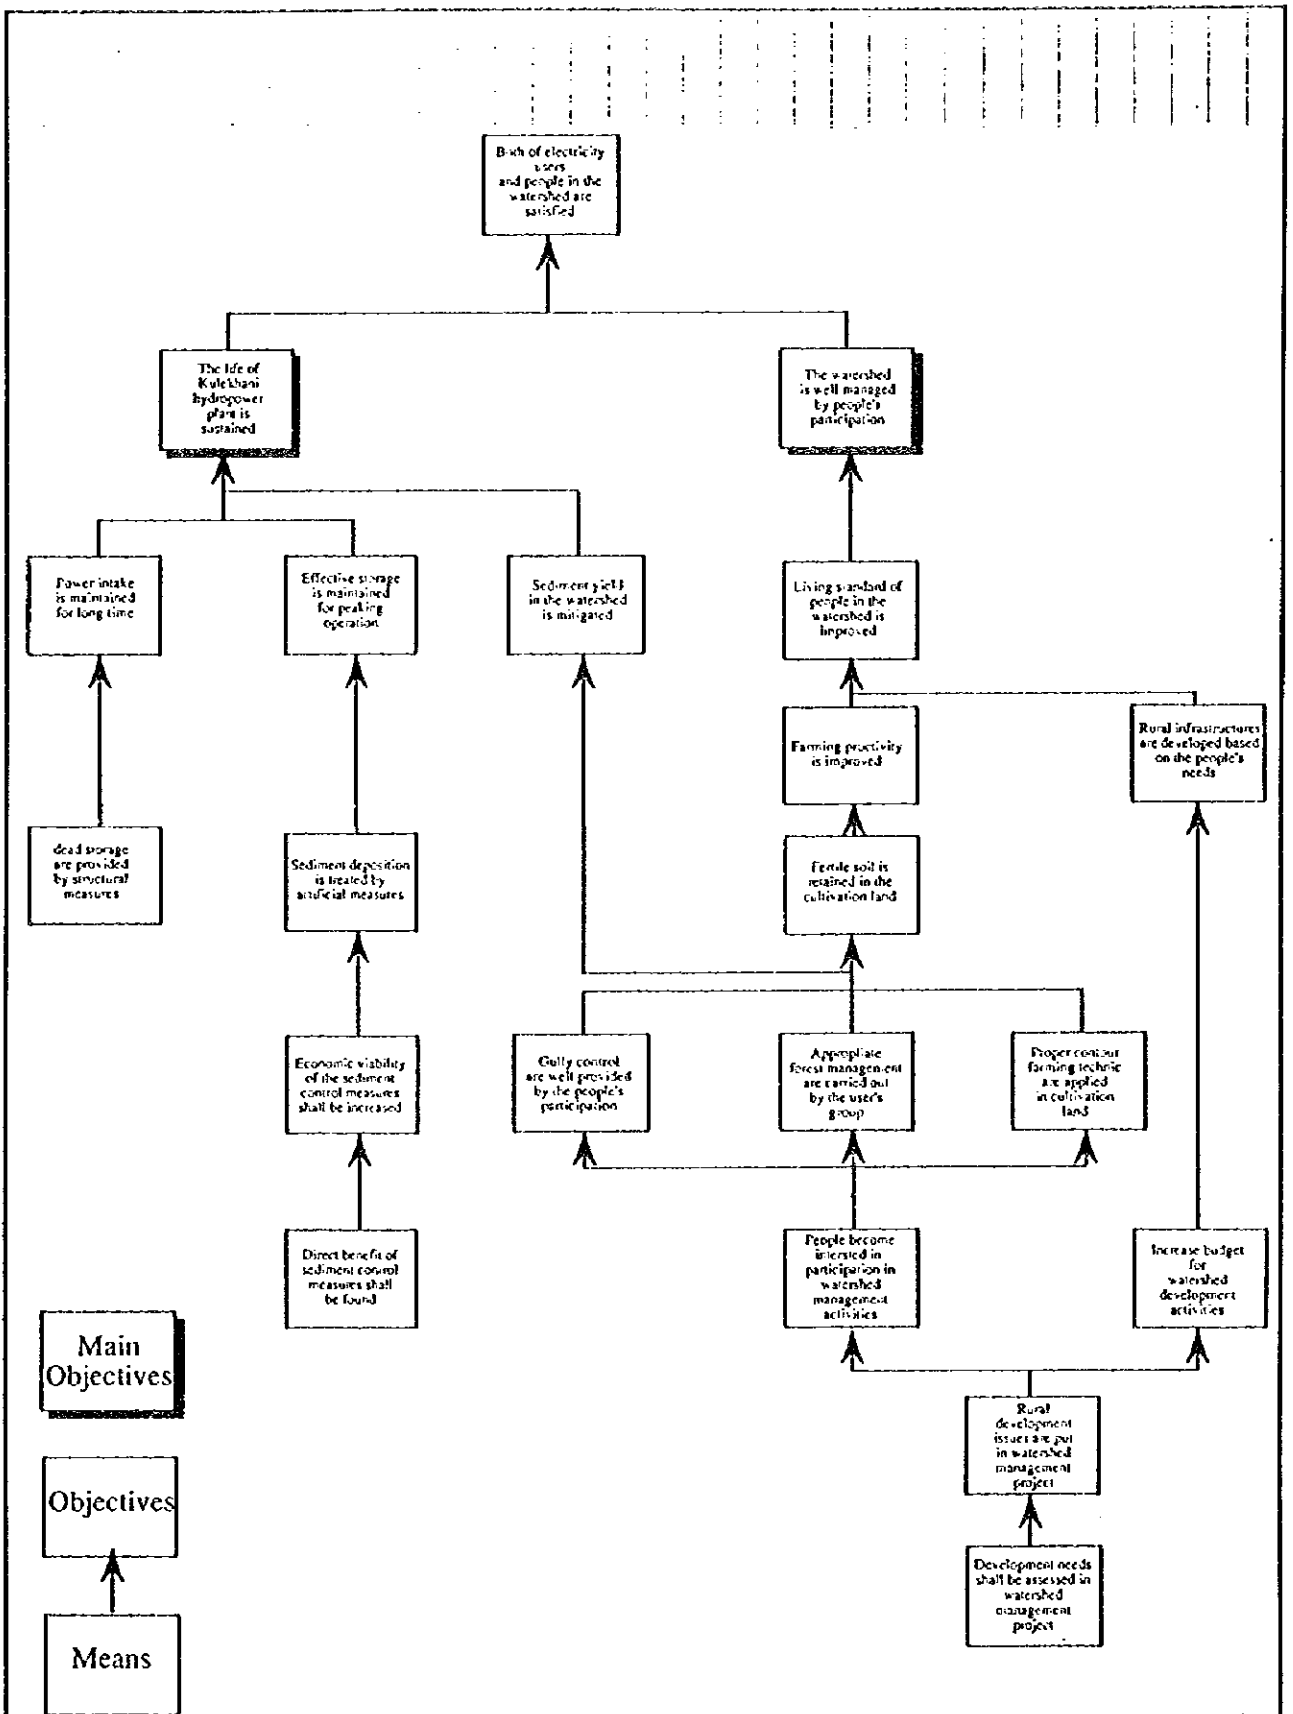 Both of electricity
users
and people in the
watershed are
satisfied
The life of
Kulekhani
hydropower
plant is
sustained
The watershed
is well managed
by people's
participation
Power intake
is maintained
for long time
Effective storage
is maintained
for peaking
operation
Sediment yield
in the watershed
is mitigated
Living standard of
people in the
watershed is
improved
Farming proctivity
is improved
Rural infrastructures
are developed based
on the people's
needs
dead storage
are provided
by structural
measures
Sediment deposition
is treated by
artificial measures
Fertile soil is
retained in the
cultivation land
Economic viability
of the sediment
control measures
shall be increased
Gully control
are well provided
by the people's
participation
Appropliate
forest management
are carried out
by the user's
group
Proper contour
farming technic
are applied
in cultivation
land
Direct benefit of
sediment control
measures shall
be found
People become
intersted in
participation in
watershed
management
activities
Increase budget
for
watershed
development
activities
Main
Objectives
Rural
development
issues are put
in watershed
management
project
Objectives
Development needs
shall be assessed in
watershed
management
project
Means